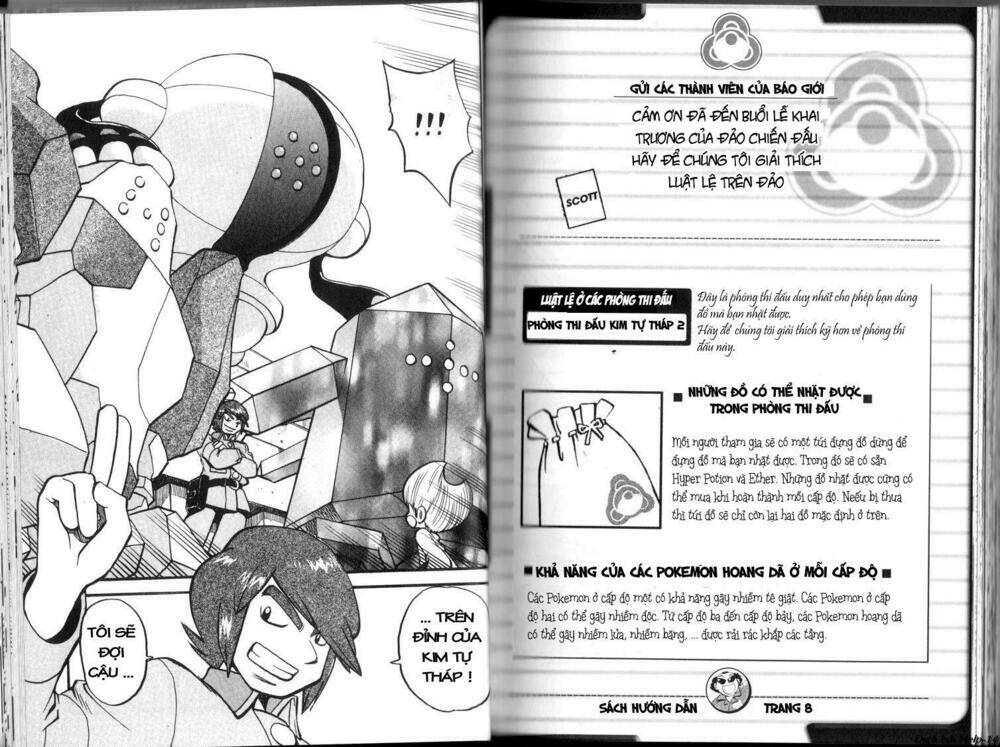 !!!
TÔI SẼ
ĐỢI
CẬU ...
... TRÊN
ĐỈNH CỦA
KIM TỰ
THÁP !
GỬI CÁC THÀNH VIÊN CỦA BÁO GIỚI
CẢM ƠN ĐÃ ĐẾN BUỔI LỄ KHAI
TRƯƠNG CỦA ĐẢO CHIẾN ĐẤU
HÃY ĐỂ CHÚNG TÔI GIẢI THÍCH
LUẬT LỆ TRÊN ĐẢO
SCOTT
LUẬT LỆ Ở CÁC PHÒNG THI ĐẤU
PHÒNG THI ĐẤU KIM TỰ THÁP 2
Đây là phòng thi đấu duy nhất cho phép bạn dùng
đồ mà bạn nhặt được.
Hãy để chúng tôi giải thích kỹ hơn về phòng thi
đấu này.
NHỮNG ĐỒ CÓ THỂ NHẶT ĐƯỢC
TRONG PHÒNG THI ĐẤU
Mỗi người tham gia sẽ có một túi đựng đồ dừng để
đựng đồ mà bạn nhặt được. Trong đó sẽ có sẵn
Hyper Potion và Ether. Những đồ nhặt được cũng có
thể mua khi hoàn thành mỗi cấp độ. Neếu bị thua
thì túi đồ sẽ chỉ còn lại hai đồ mặc định ở trên.
KHẢ NĂNG CỦA CÁC POKEMON HOANG DÃ Ở MỖI CẤP ĐỘ
Các Pokemon ở cấp độ một có khả năng gây nhiễm tê giật. Các Pokemon ở cấp
độ hai có thể gây nhiễm độc. Từ cấp độ ba đến cấp độ bảy, các Pokemon hoang dã
có thể gây nhiễm lửa, nhiễm băng, ... được rải rác khắp các tầng.
SÁCH HƯỚNG DẪN
TRANG 8